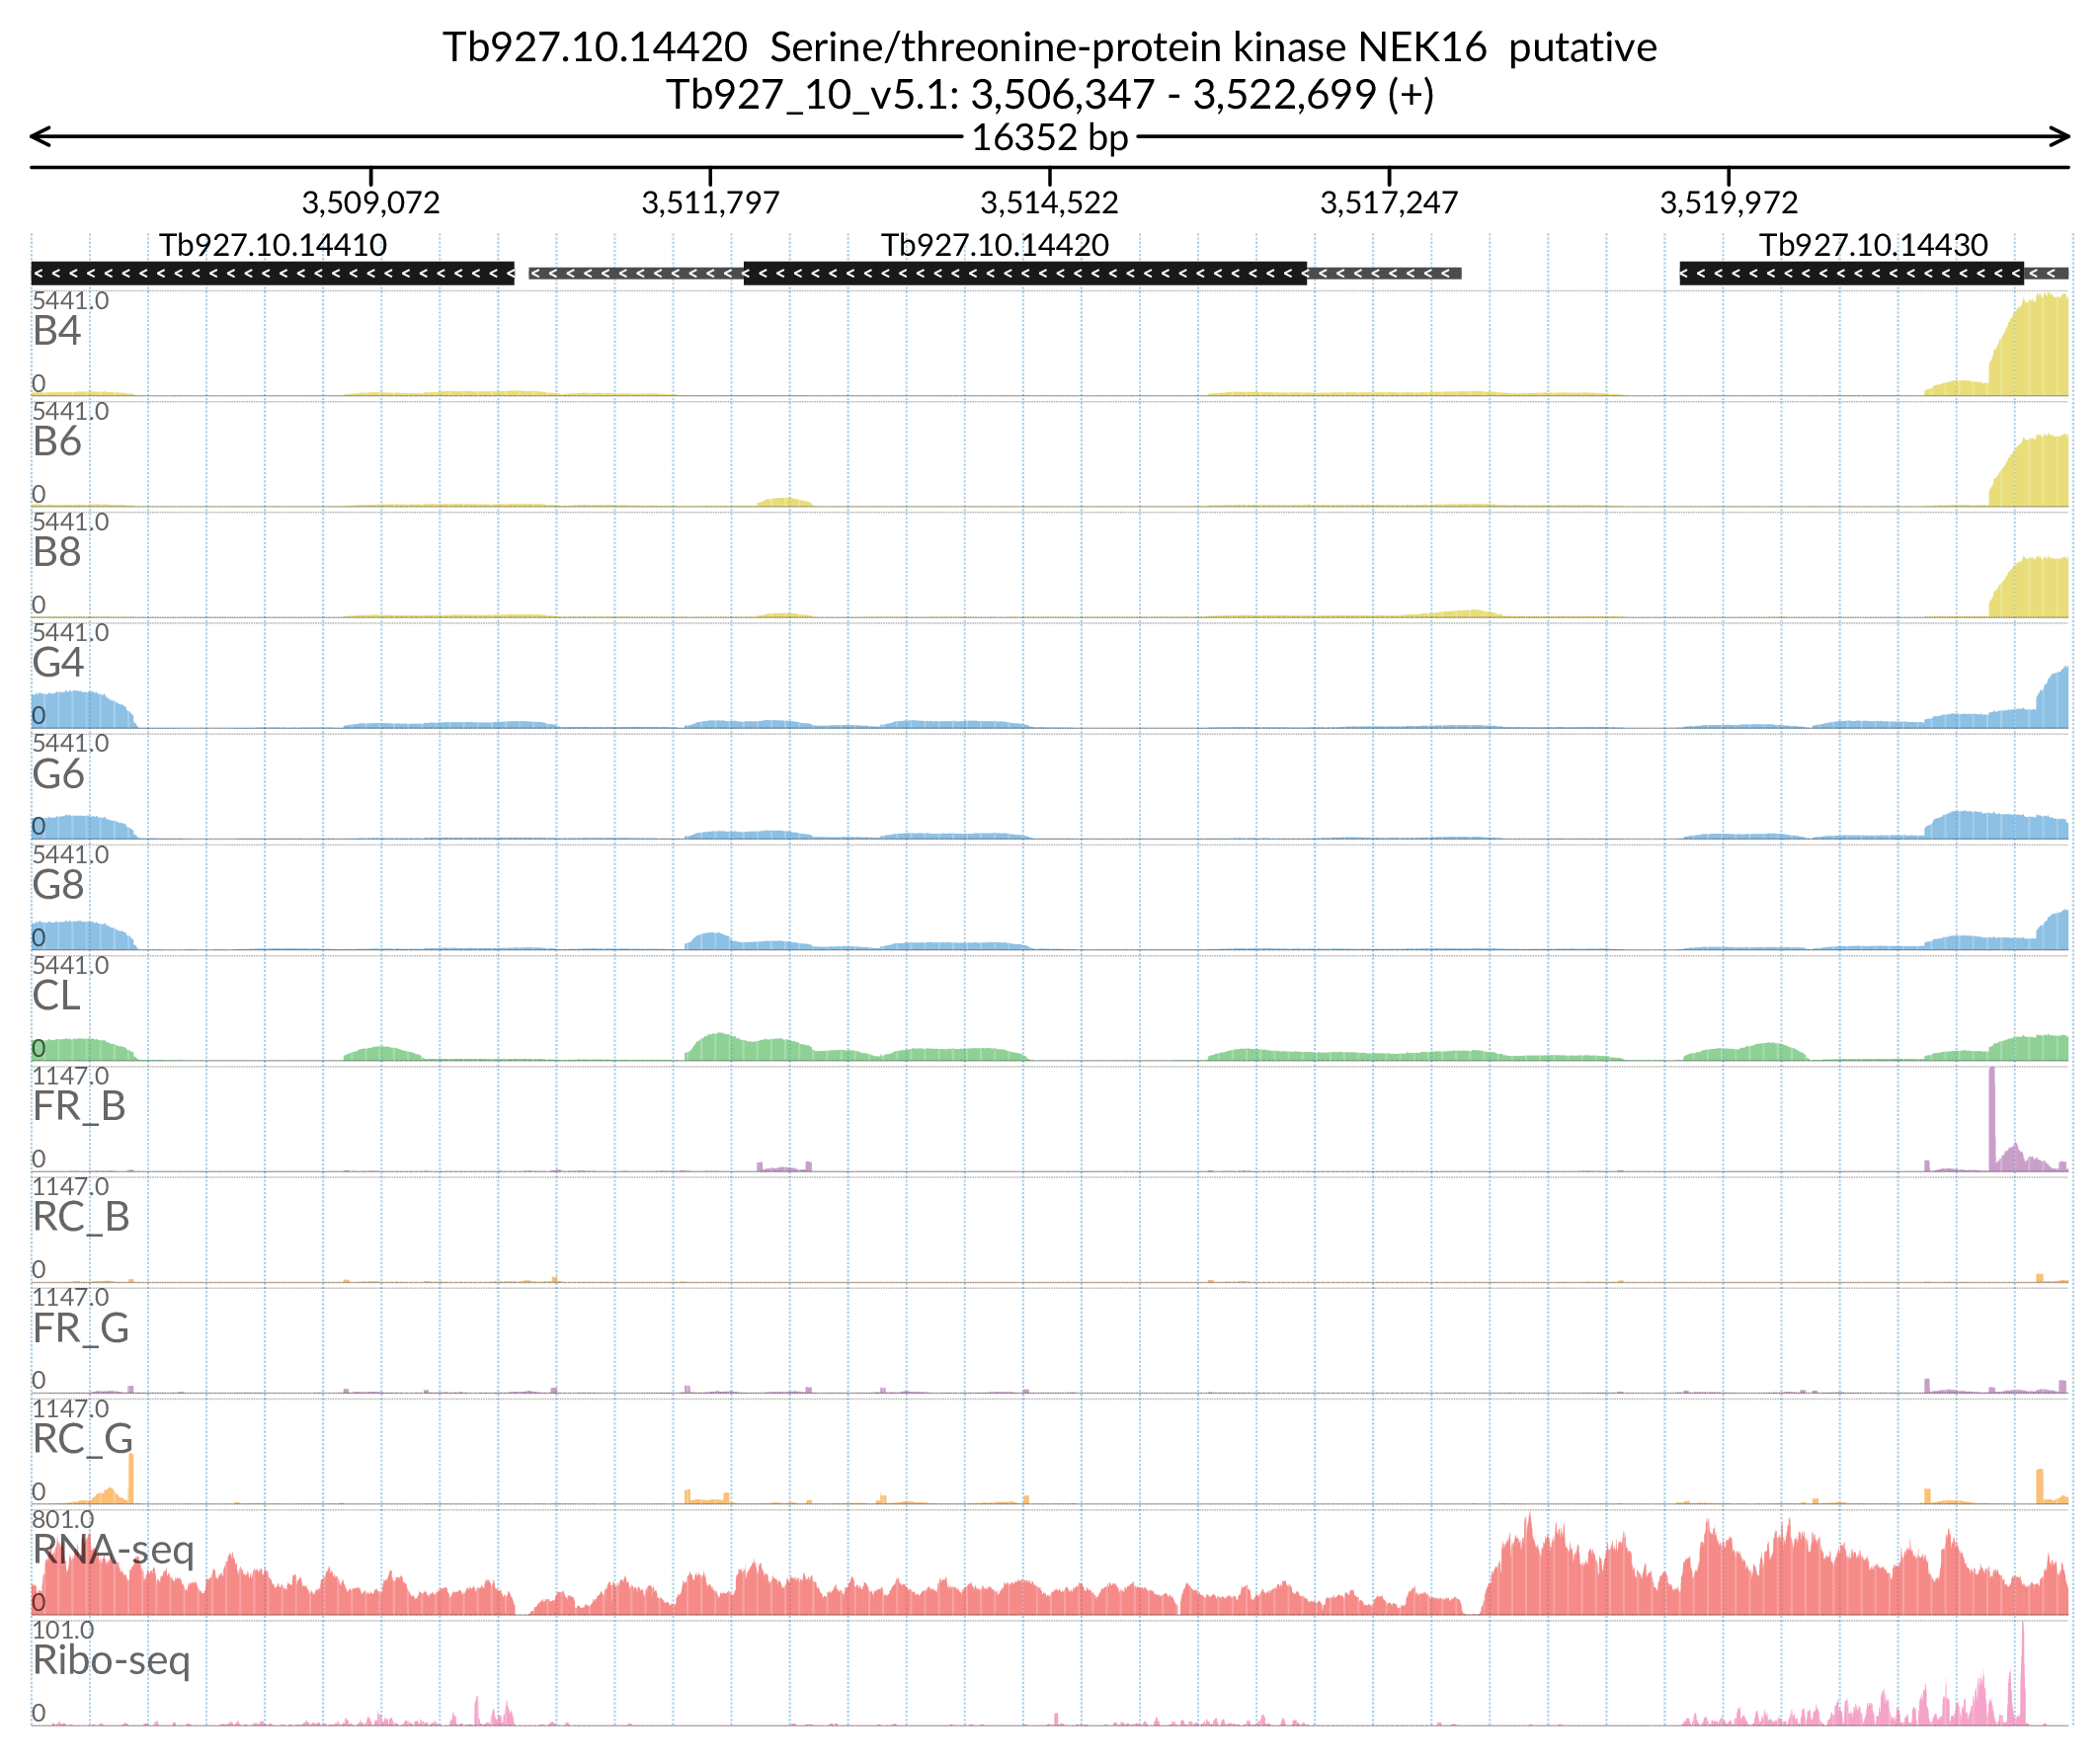 Tb927.10.14420  Serine/threonine-protein kinase NEK16  putative
Tb927_10_v5.1: 3,506,347 - 3,522,699 (+)
16352 bp
3,509,072 3,511,797 3,514,522 3,517,247 3,519,972
Tb927.10.14410 Tb927.10.14420 Tb927.10.14430
5441.0
B4
0
5441.0
B6
0
5441.0
B8
0
5441.0
G4
0
5441.0
G6
0
5441.0
G8
0
5441.0
CL
0
1147.0
FR_B
0
1147.0
RC_B
0
1147.0
FR_G
0
1147.0
RC_G
0
801.0
RNA-seq
0
101.0
Ribo-seq
0